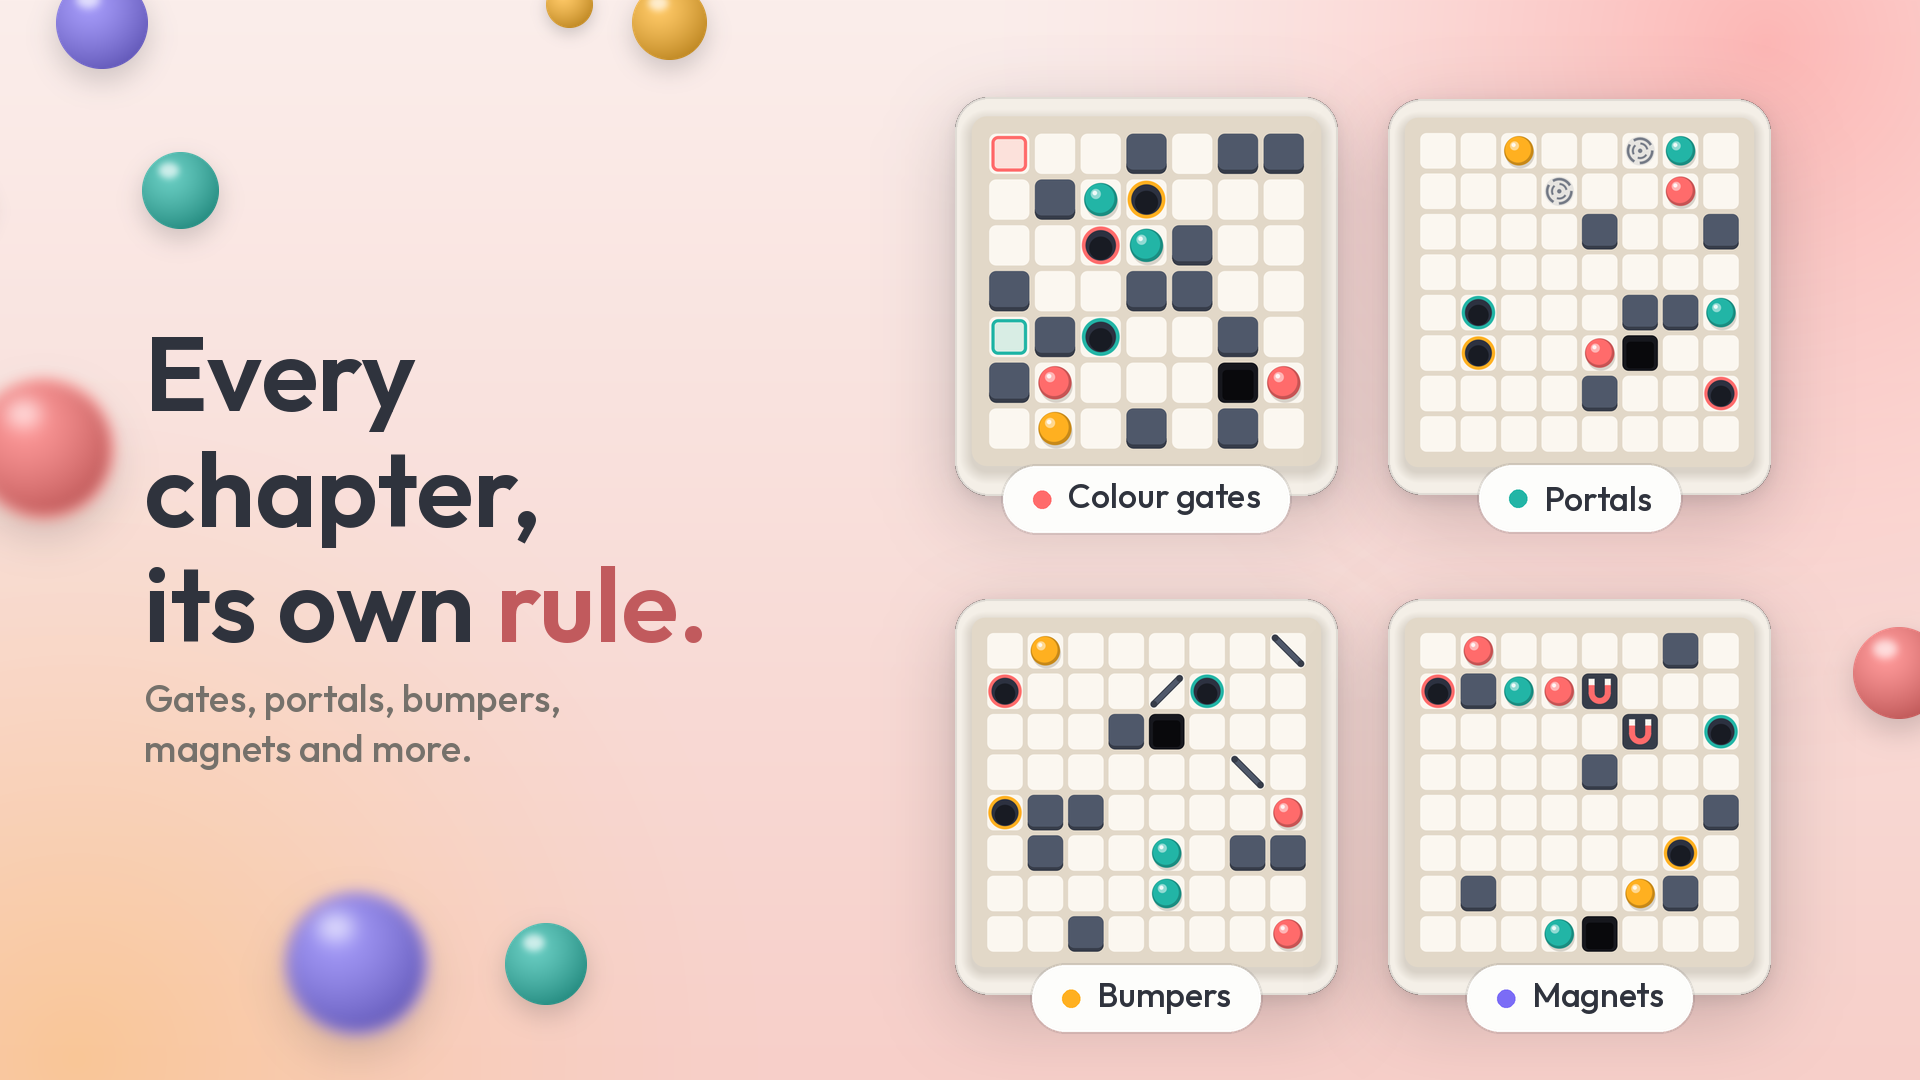 Every
chapter,
its own rule.
Gates, portals, bumpers,
magnets and more.
Colour gates
Portals
Bumpers
Magnets